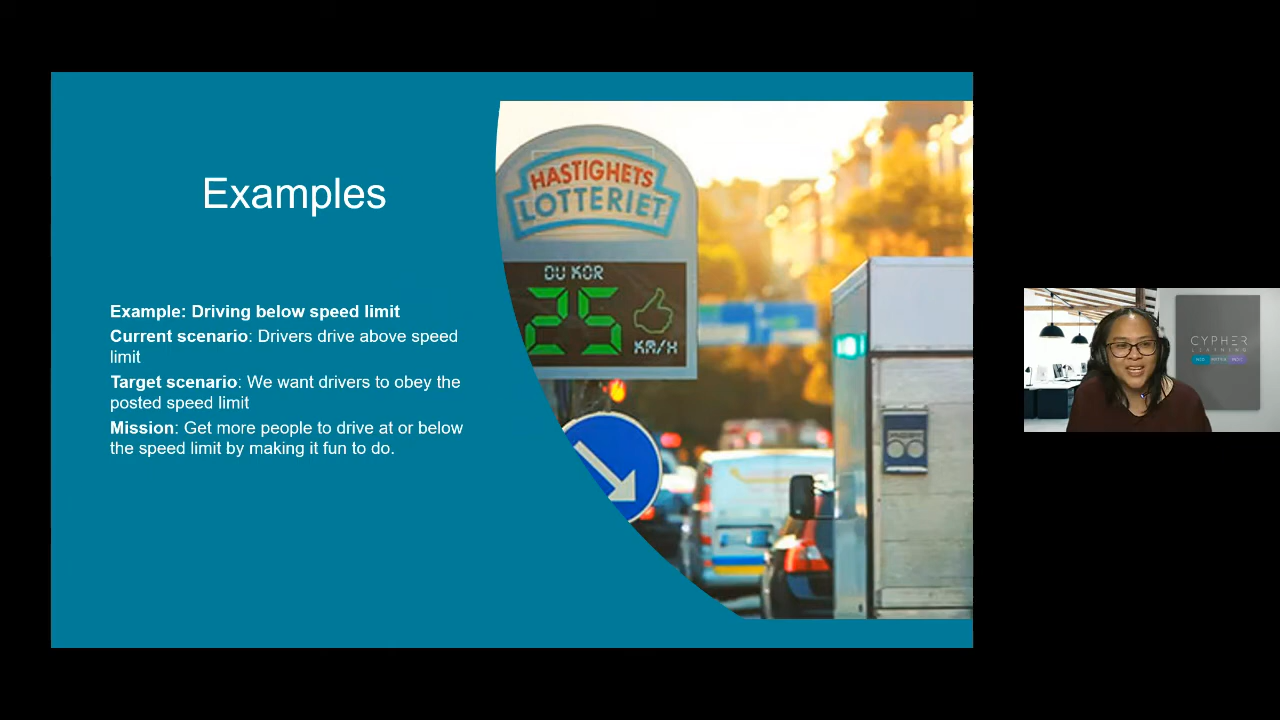 Examples
Example: Driving below speed limit
Current scenario: Drivers drive above speed
limit
Target scenario: We want drivers to obey the
posted speed limit
Mission: Get more people to drive at or below
the speed limit by making it fun to do.
HASTIGHETS
LOTTERIET
DU KÖR
25
KM/H
CYPHER
LEARNING